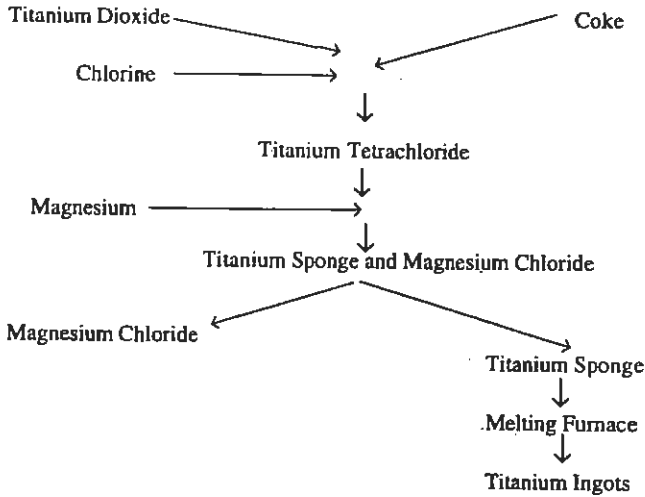 Titanium Dioxide
Coke
Chlorine
Titanium Tetrachloride
Magnesium
Titanium Sponge and Magnesium Chloride
Magnesium Chloride
Titanium Sponge
Melting Furnace
Titanium Ingots